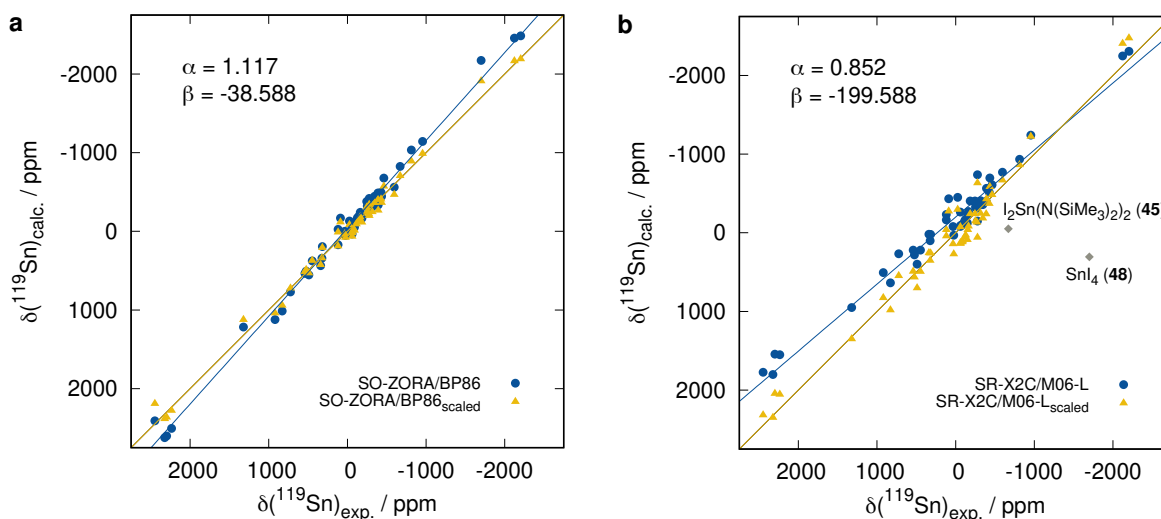 a
α = 1.117
β = -38.588
-2000
-1000
0
1000
2000
δ(¹¹⁹Sn)calc. / ppm
SO-ZORA/BP86
SO-ZORA/BP86scaled
2000 1000 0 -1000 -2000
δ(¹¹⁹Sn)exp. / ppm
b
α = 0.852
β = -199.588
-2000
-1000
0
1000
2000
δ(¹¹⁹Sn)calc. / ppm
I₂Sn(N(SiMe₃)₂)₂ (45
SnI₄ (48)
SR-X2C/M06-L
SR-X2C/M06-Lscaled
2000 1000 0 -1000 -2000
δ(¹¹⁹Sn)exp. / ppm